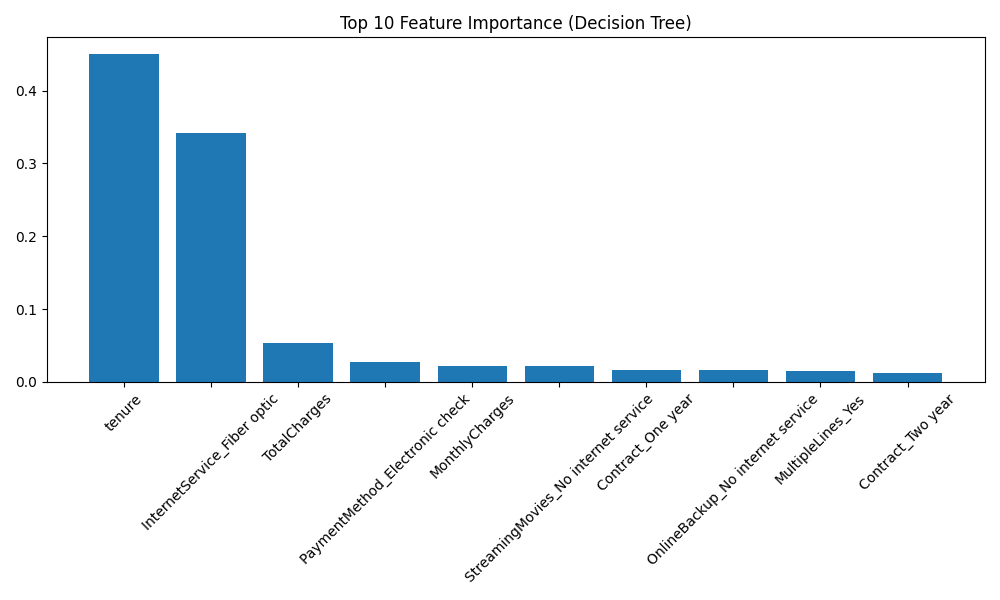 Top 10 Feature Importance (Decision Tree)
0.4
0.3
0.2
0.1
0.0
tenure
InternetService_Fiber optic
TotalCharges
PaymentMethod_Electronic check
MonthlyCharges
StreamingMovies_No internet service
Contract_One year
OnlineBackup_No internet service
MultipleLines_Yes
Contract_Two year